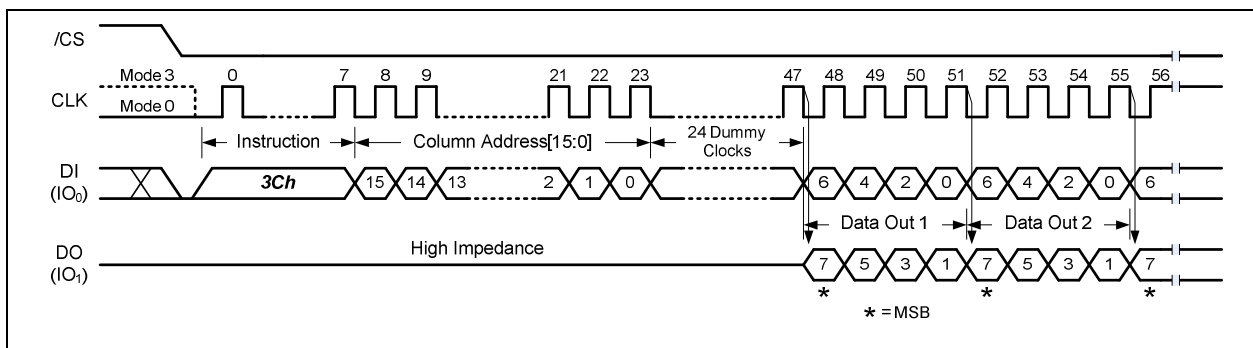 /CS
Mode 3 0 7 8 9 21 22 23 47 48 49 50 51 52 53 54 55 56
CLK
Mode 0
Instruction Column Address[15:0] 24 Dummy Clocks
DI (IO0)
3Ch 15 14 13 2 1 0 6 4 2 0 6 4 2 0 6
Data Out 1 Data Out 2
DO (IO1)
High Impedance
7 5 3 1 7 5 3 1 7
* * *
* = MSB